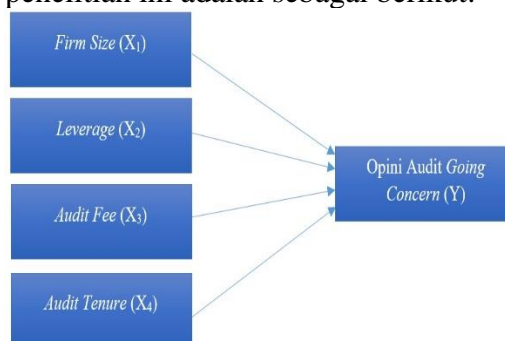 penelitian ini adalah sebagai berikut:
Firm Size (X₁)
Leverage (X₂)
Audit Fee (X₃)
Audit Tenure (X₄)
Opini Audit Going
Concern (Y)